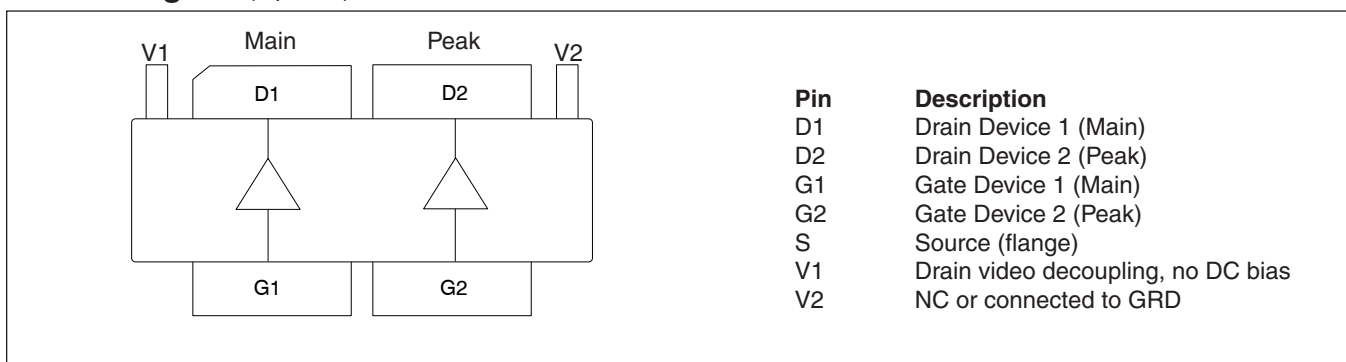 V1 Main Peak V2
D1 D2
G1 G2
Pin Description
D1 Drain Device 1 (Main)
D2 Drain Device 2 (Peak)
G1 Gate Device 1 (Main)
G2 Gate Device 2 (Peak)
S Source (flange)
V1 Drain video decoupling, no DC bias
V2 NC or connected to GRD